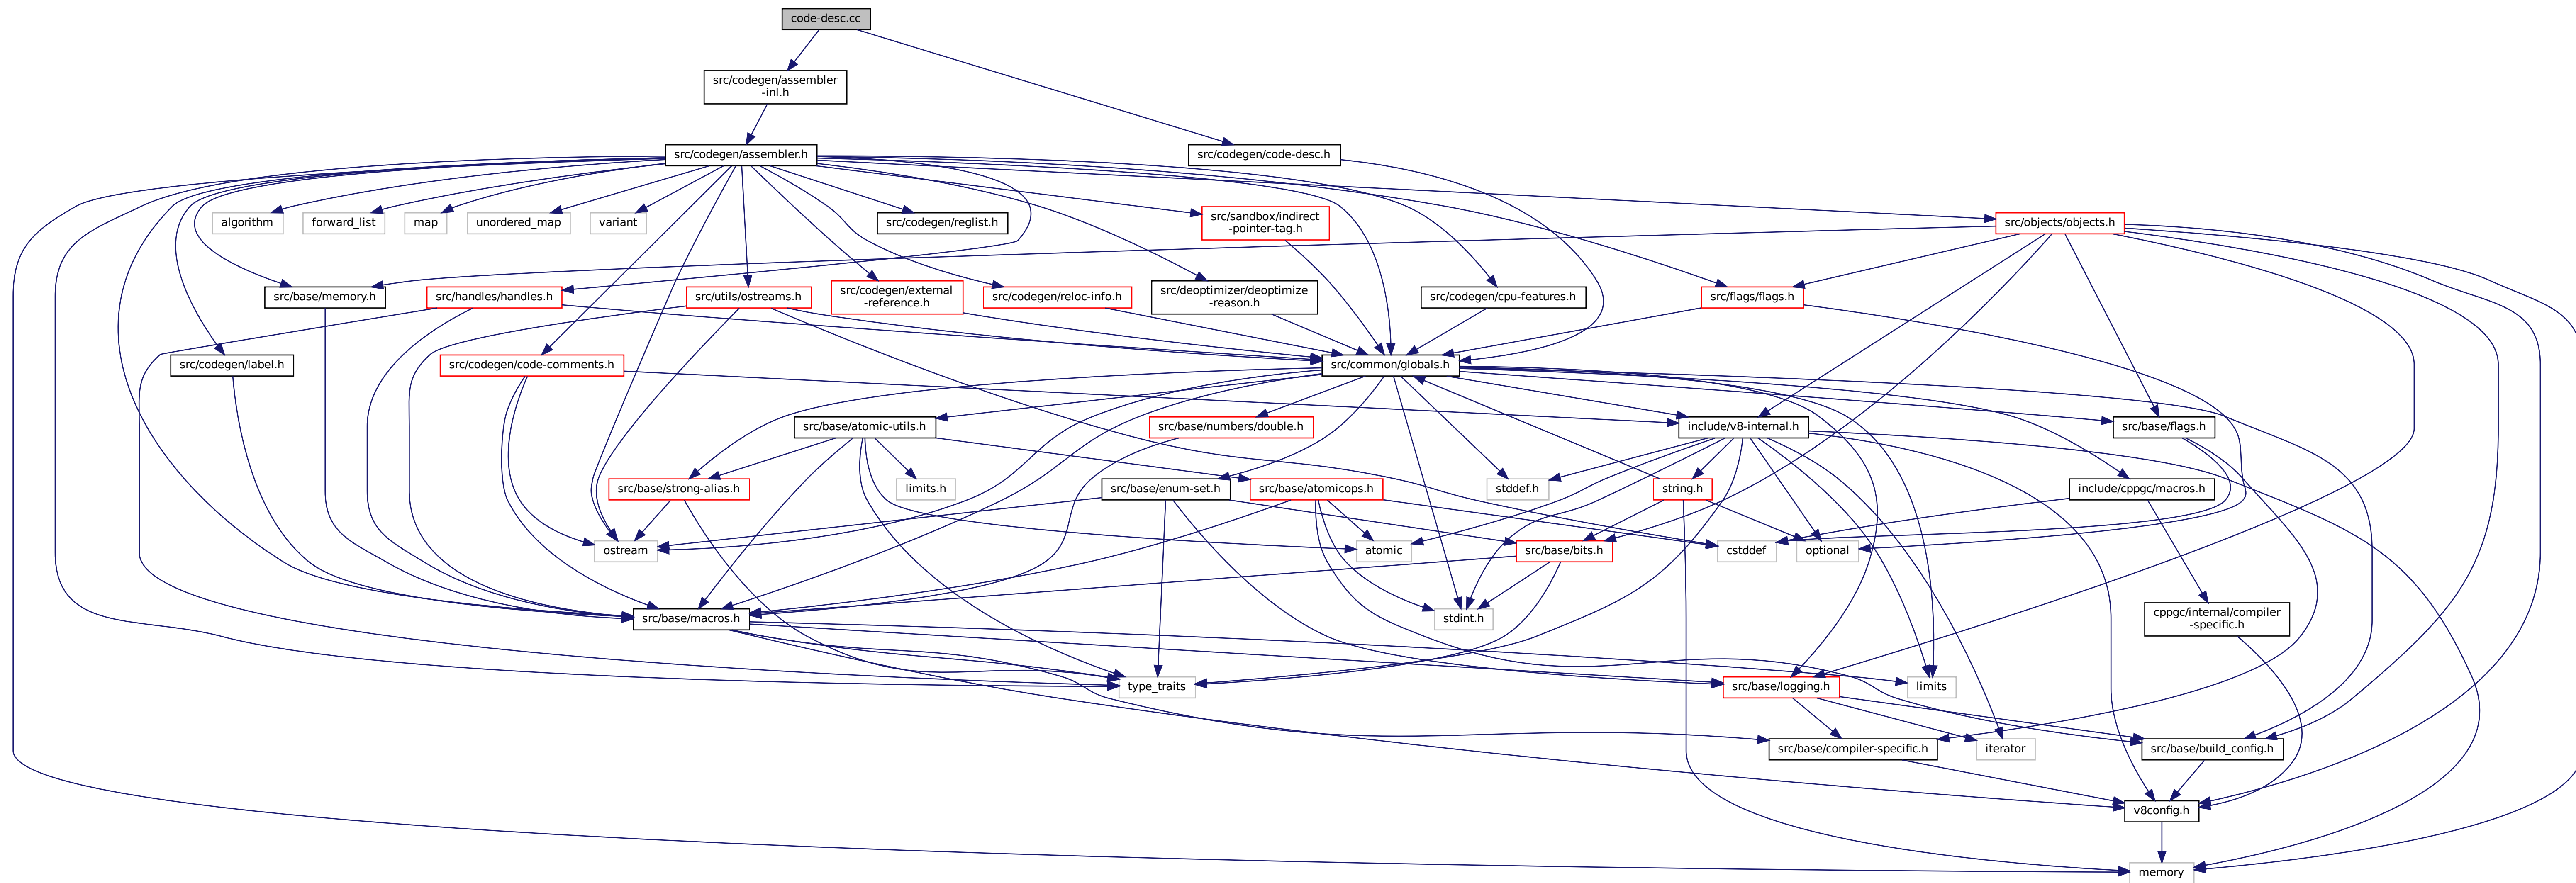 code-desc.cc
src/codegen/assembler
-inl.h
src/codegen/assembler.h
src/codegen/code-desc.h
algorithm
forward_list
map
unordered_map
variant
src/codegen/reglist.h
src/sandbox/indirect
-pointer-tag.h
src/objects/objects.h
src/base/memory.h
src/handles/handles.h
src/utils/ostreams.h
src/codegen/external
-reference.h
src/codegen/reloc-info.h
src/deoptimizer/deoptimize
-reason.h
src/codegen/cpu-features.h
src/flags/flags.h
src/codegen/label.h
src/codegen/code-comments.h
src/common/globals.h
src/base/atomic-utils.h
src/base/numbers/double.h
include/v8-internal.h
src/base/flags.h
src/base/strong-alias.h
limits.h
src/base/enum-set.h
src/base/atomicops.h
stddef.h
string.h
include/cppgc/macros.h
ostream
atomic
src/base/bits.h
cstddef
optional
src/base/macros.h
stdint.h
cppgc/internal/compiler
-specific.h
type_traits
src/base/logging.h
limits
src/base/compiler-specific.h
iterator
src/base/build_config.h
v8config.h
memory